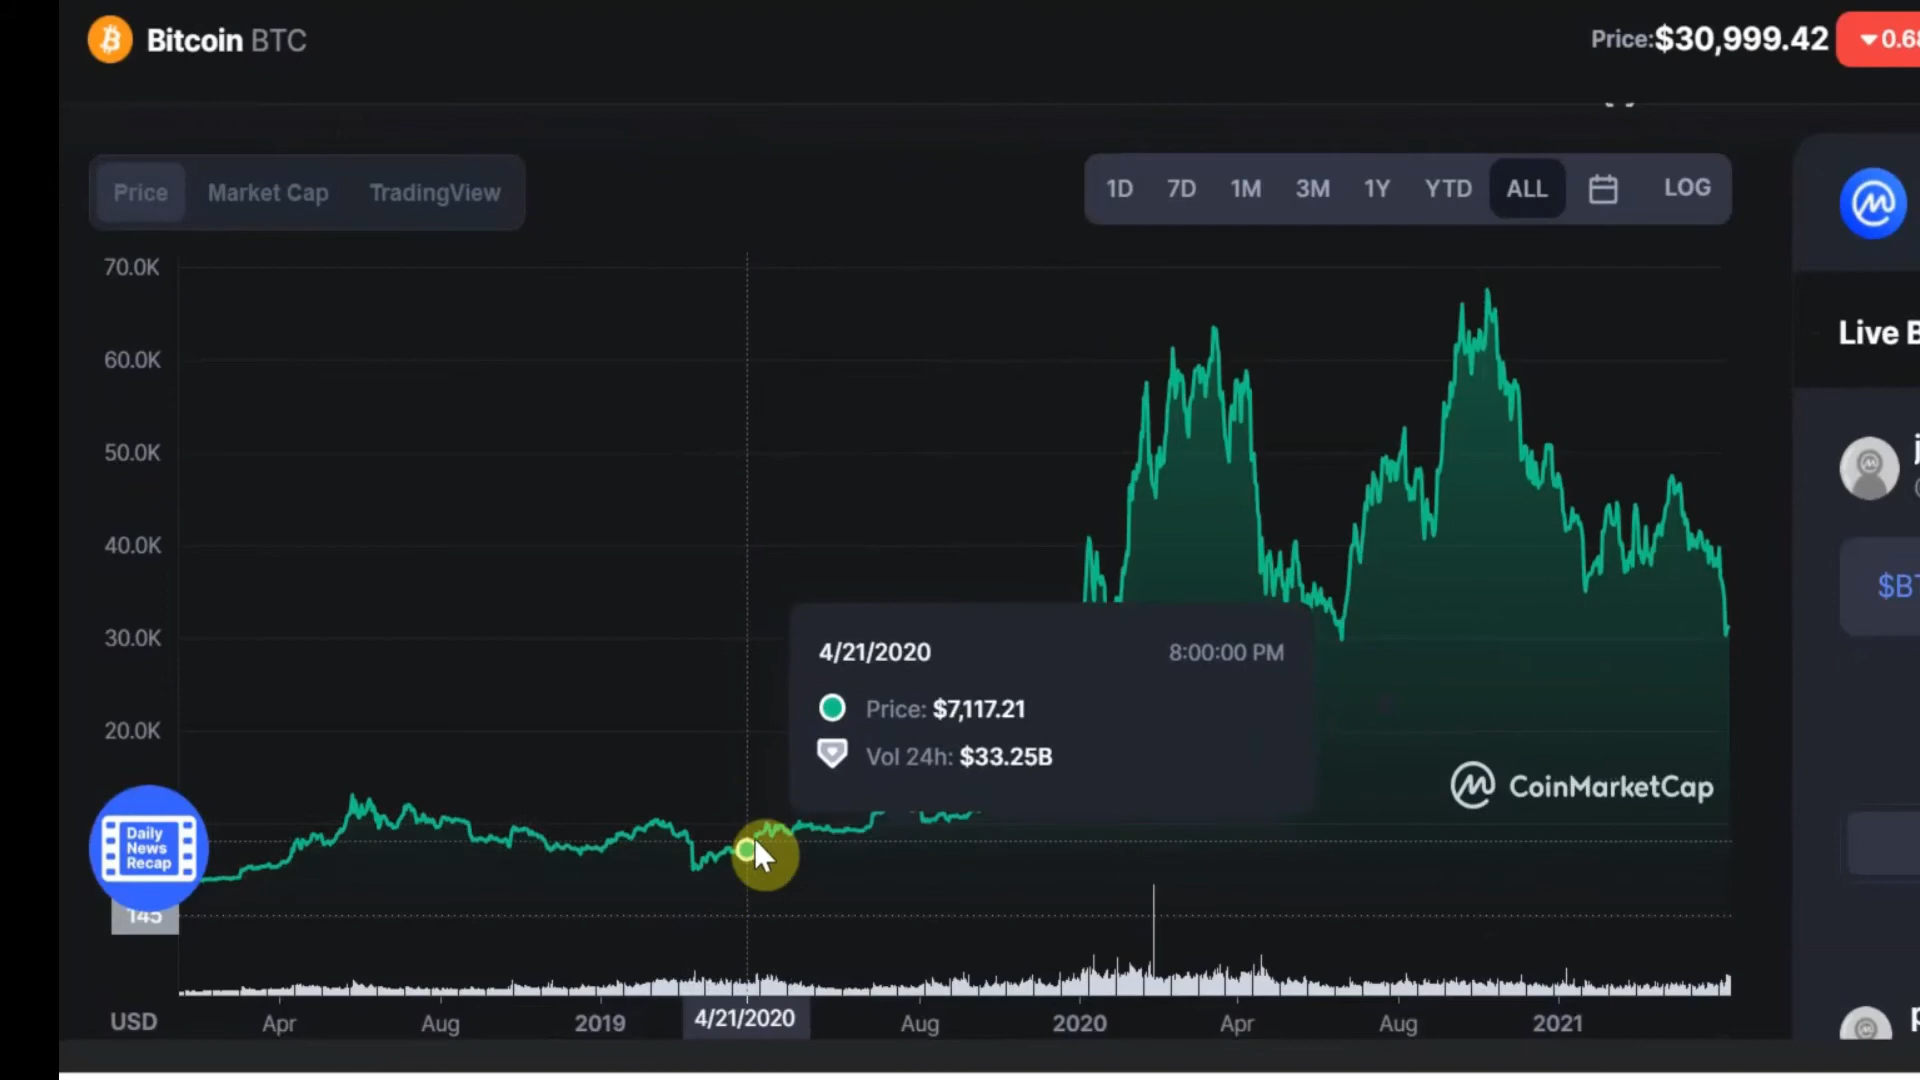 Bitcoin BTC
Price:$30,999.42
Price Market Cap TradingView
1D 7D 1M 3M 1Y YTD ALL LOG
70.0K
60.0K
Live
50.0K
40.0K
30.0K
4/21/2020 8:00:00 PM
Price: $7,117.21
20.0K
Vol 24h: $33.25B
CoinMarketCap
Daily
News
Recap
145
USD Apr Aug 2019 4/21/2020 Aug 2020 Apr Aug 2021